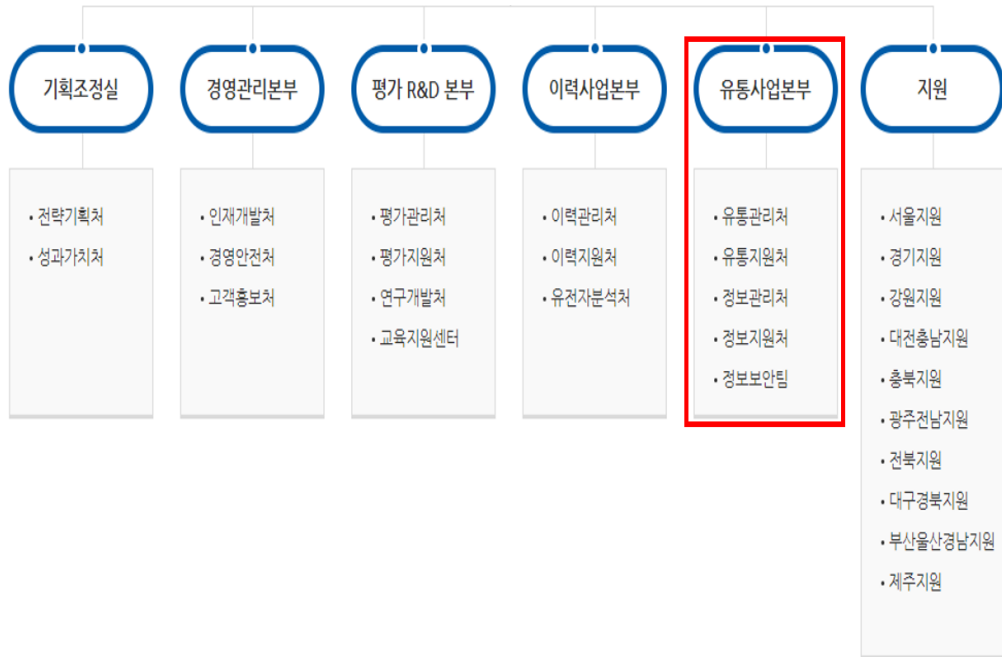 기획조정실
• 전략기획처
• 성과가치처
경영관리본부
• 인재개발처
• 경영안전처
• 고객홍보처
평가 R&D 본부
• 평가관리처
• 평가지원처
• 연구개발처
• 교육지원센터
이력사업본부
• 이력관리처
• 이력지원처
• 유전자분석처
유통사업본부
• 유통관리처
• 유통지원처
• 정보관리처
• 정보지원처
• 정보보안팀
지원
• 서울지원
• 경기지원
• 강원지원
• 대전충남지원
• 충북지원
• 광주전남지원
• 전북지원
• 대구경북지원
• 부산울산경남지원
• 제주지원